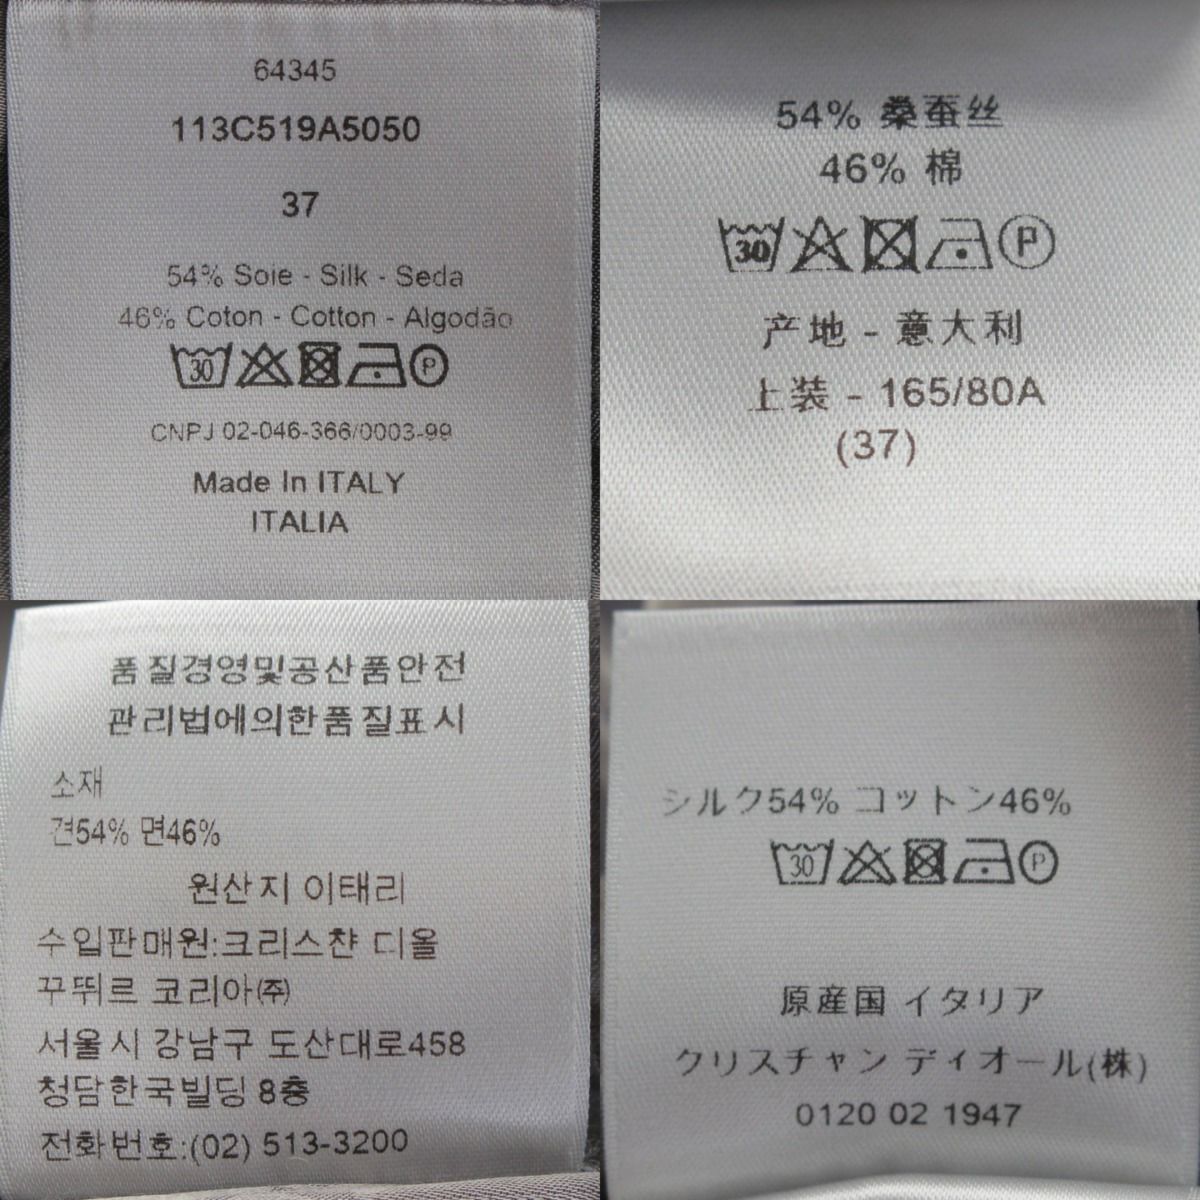 64345
113C519A5050
37
54% Soie - Silk - Seda
46% Coton - Cotton - Algodão
30 P
CNPJ 02-046-366/0003-99
Made In ITALY
ITALIA
54% 桑蚕丝
46% 棉
30 P
产地 - 意大利
上装 - 165/80A
(37)
품질경영및공산품안전
관리법에의한품질표시
소재
견54% 면46%
원산지 이태리
수입판매원:크리스챤 디올
꾸뛰르 코리아㈜
서울시 강남구 도산대로458
청담한국빌딩 8층
전화번호:(02) 513-3200
シルク54% コットン46%
30 P
原産国 イタリア
クリスチャン ディオール(株)
0120 02 1947